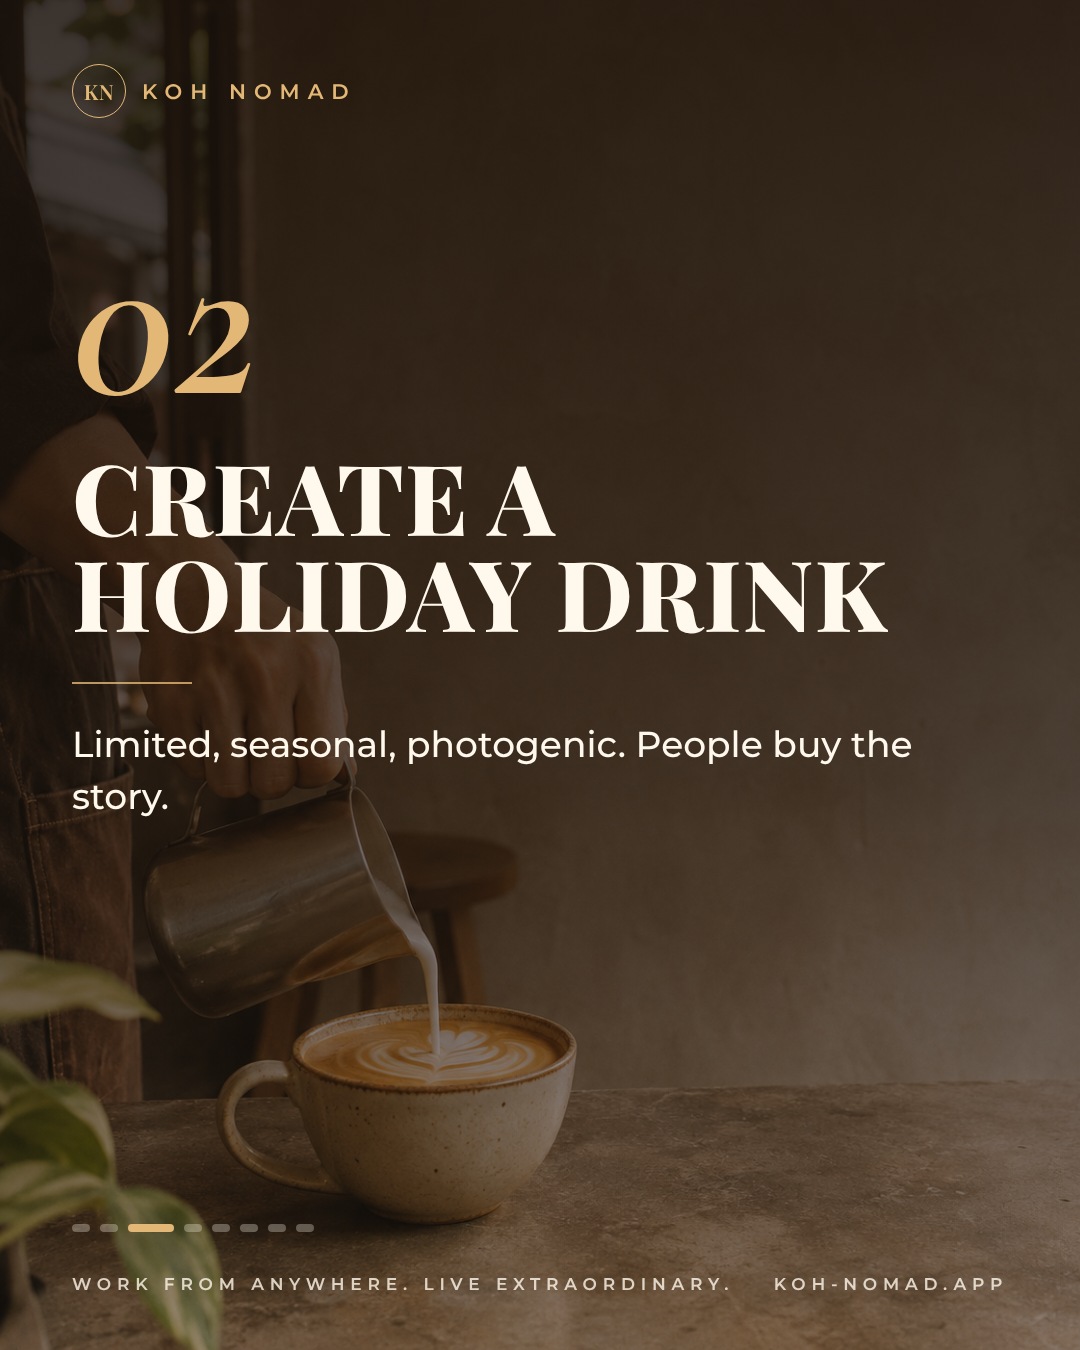 KN KOH NOMAD
02
CREATE A
HOLIDAY DRINK
Limited, seasonal, photogenic. People buy the
story.
WORK FROM ANYWHERE. LIVE EXTRAORDINARY. KOH-NOMAD.APP